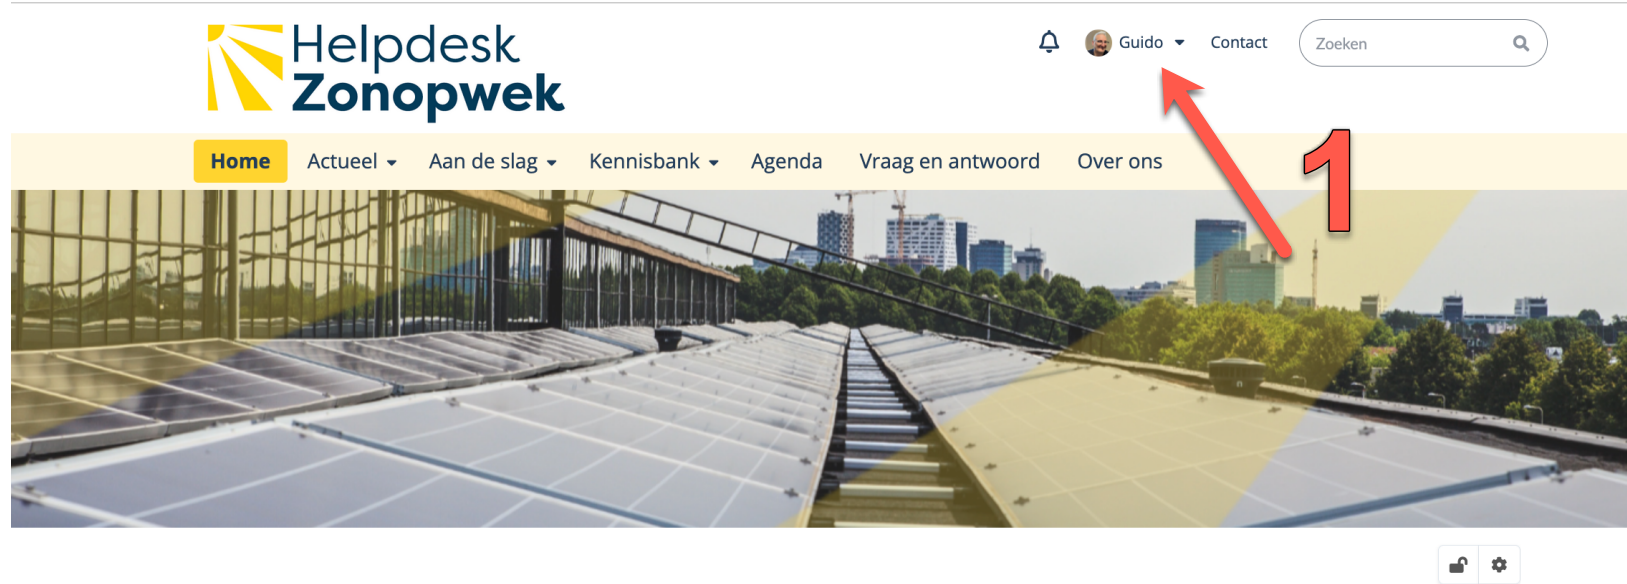 Helpdesk
Zonopwek
Guido
Contact
Zoeken
1
Home Actueel Aan de slag Kennisbank Agenda Vraag en antwoord Over ons